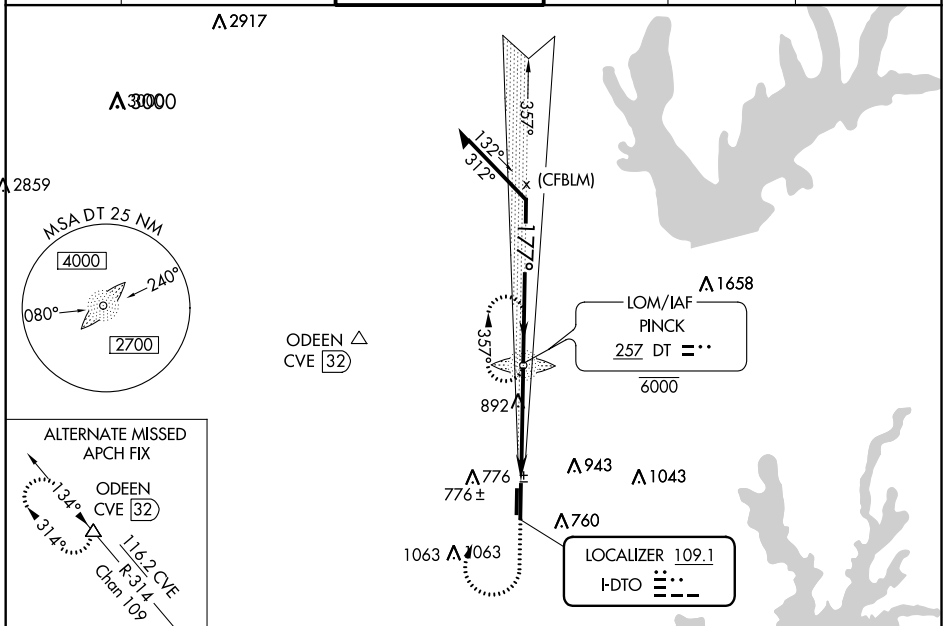 2917
3000
2859
MSA DT 25 NM
4000
240°
080°
2700
357°
132°
312°
(CFBLM)
177°
1658
LOM/IAF
PINCK
257 DT
6000
357°
ODEEN
CVE 32
892
ALTERNATE MISSED
APCH FIX
ODEEN
CVE 32
134°
314°
116.2 CVE
R-314
Chan 109
776
776 ±
943
1043
760
1063
1063
LOCALIZER 109.1
I-DTO